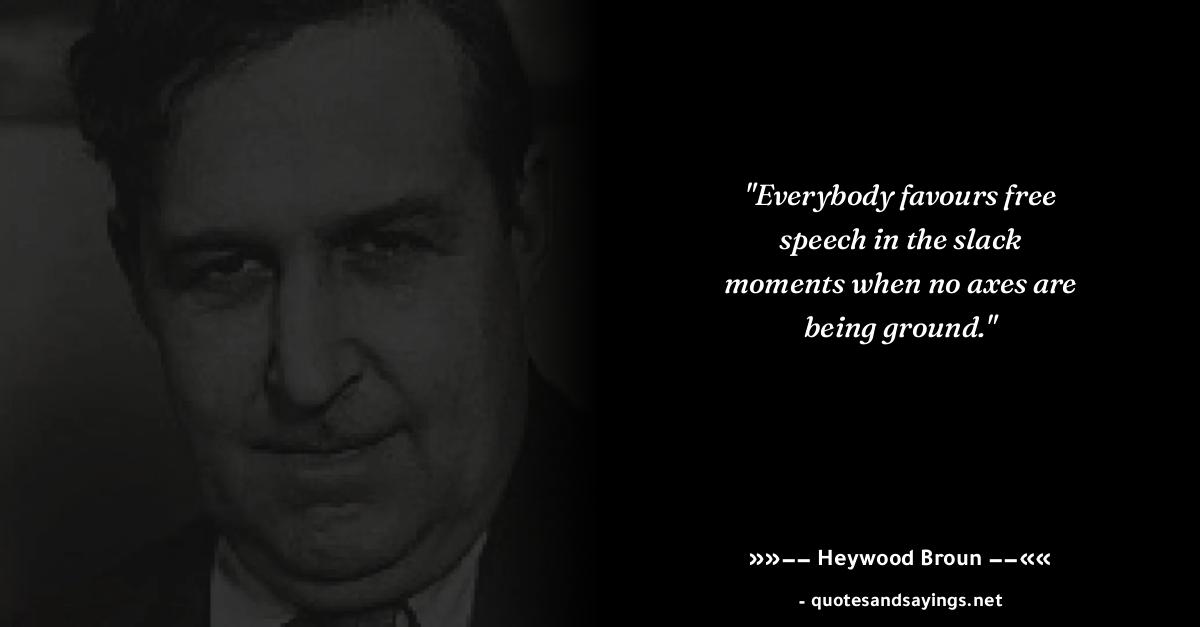 "Everybody favours free
speech in the slack
moments when no axes are
being ground."
»»−− Heywood Broun −−««
- quotesandsayings.net